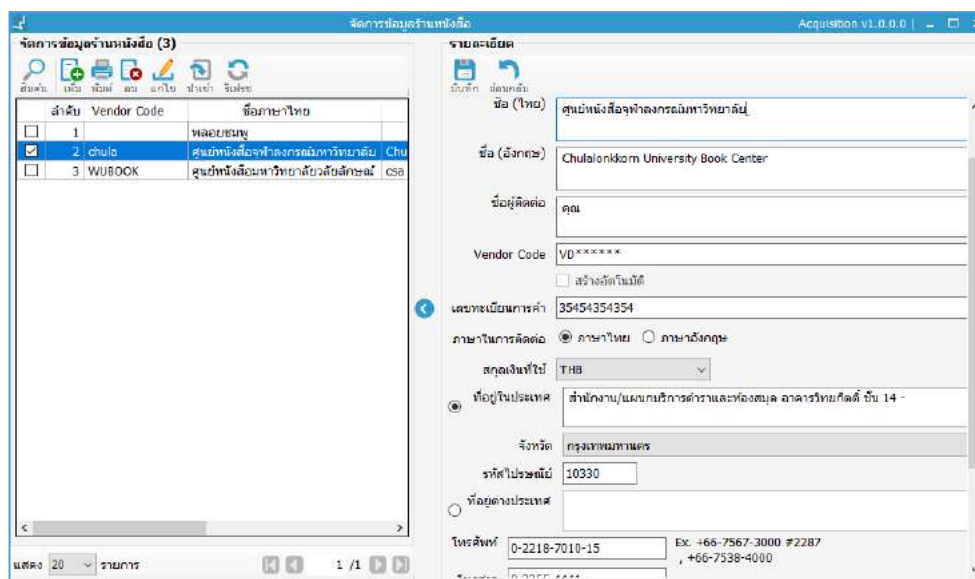 จัดการข้อมูลร้านหนังสือ
Acquisition v1.0.0.0
จัดการข้อมูลร้านหนังสือ (3)
สืบค้น เพิ่ม พิมพ์ ลบ แก้ไข นำเข้า รีเฟรช
ลำดับ Vendor Code ชื่อภาษาไทย
1 พลอยชมพู
2 chula ศูนย์หนังสือจุฬาลงกรณ์มหาวิทยาลัย Chu
3 WUBOOK ศูนย์หนังสือมหาวิทยาลัยวลัยลักษณ์ csa
แสดง 20 รายการ 1 /1
รายละเอียด
บันทึก ย้อนกลับ
ชื่อ (ไทย) ศูนย์หนังสือจุฬาลงกรณ์มหาวิทยาลัย
ชื่อ (อังกฤษ) Chulalonkkorn University Book Center
ชื่อผู้ติดต่อ คุณ
Vendor Code VD******
สร้างอัตโนมัติ
เลขทะเบียนการค้า 35454354354
ภาษาในการติดต่อ ภาษาไทย ภาษาอังกฤษ
สกุลเงินที่ใช้ THB
ที่อยู่ในประเทศ สำนักงาน/แผนกบริการตำราและห้องสมุด อาคารวิทยกิตติ์ ชั้น 14 -
จังหวัด กรุงเทพมหานคร
รหัสไปรษณีย์ 10330
ที่อยู่ต่างประเทศ
โทรศัพท์ 0-2218-7010-15 Ex. +66-7567-3000 #2287
, +66-7538-4000